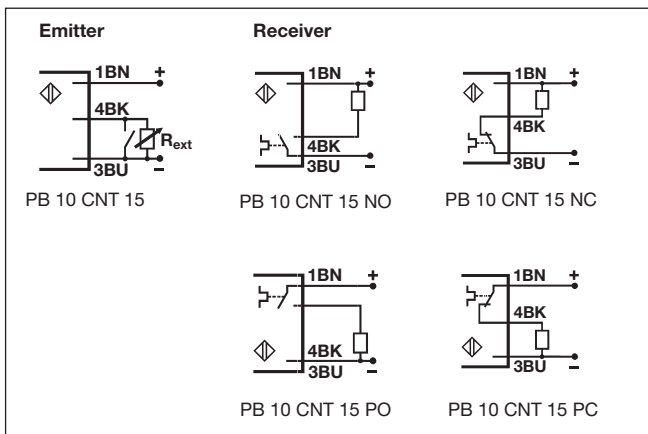 Emitter
Receiver
1BN +
4BK
Rext
3BU −
PB 10 CNT 15
1BN +
4BK
3BU −
PB 10 CNT 15 NO
1BN +
4BK
3BU −
PB 10 CNT 15 NC
1BN +
4BK
3BU −
PB 10 CNT 15 PO
1BN +
4BK
3BU −
PB 10 CNT 15 PC